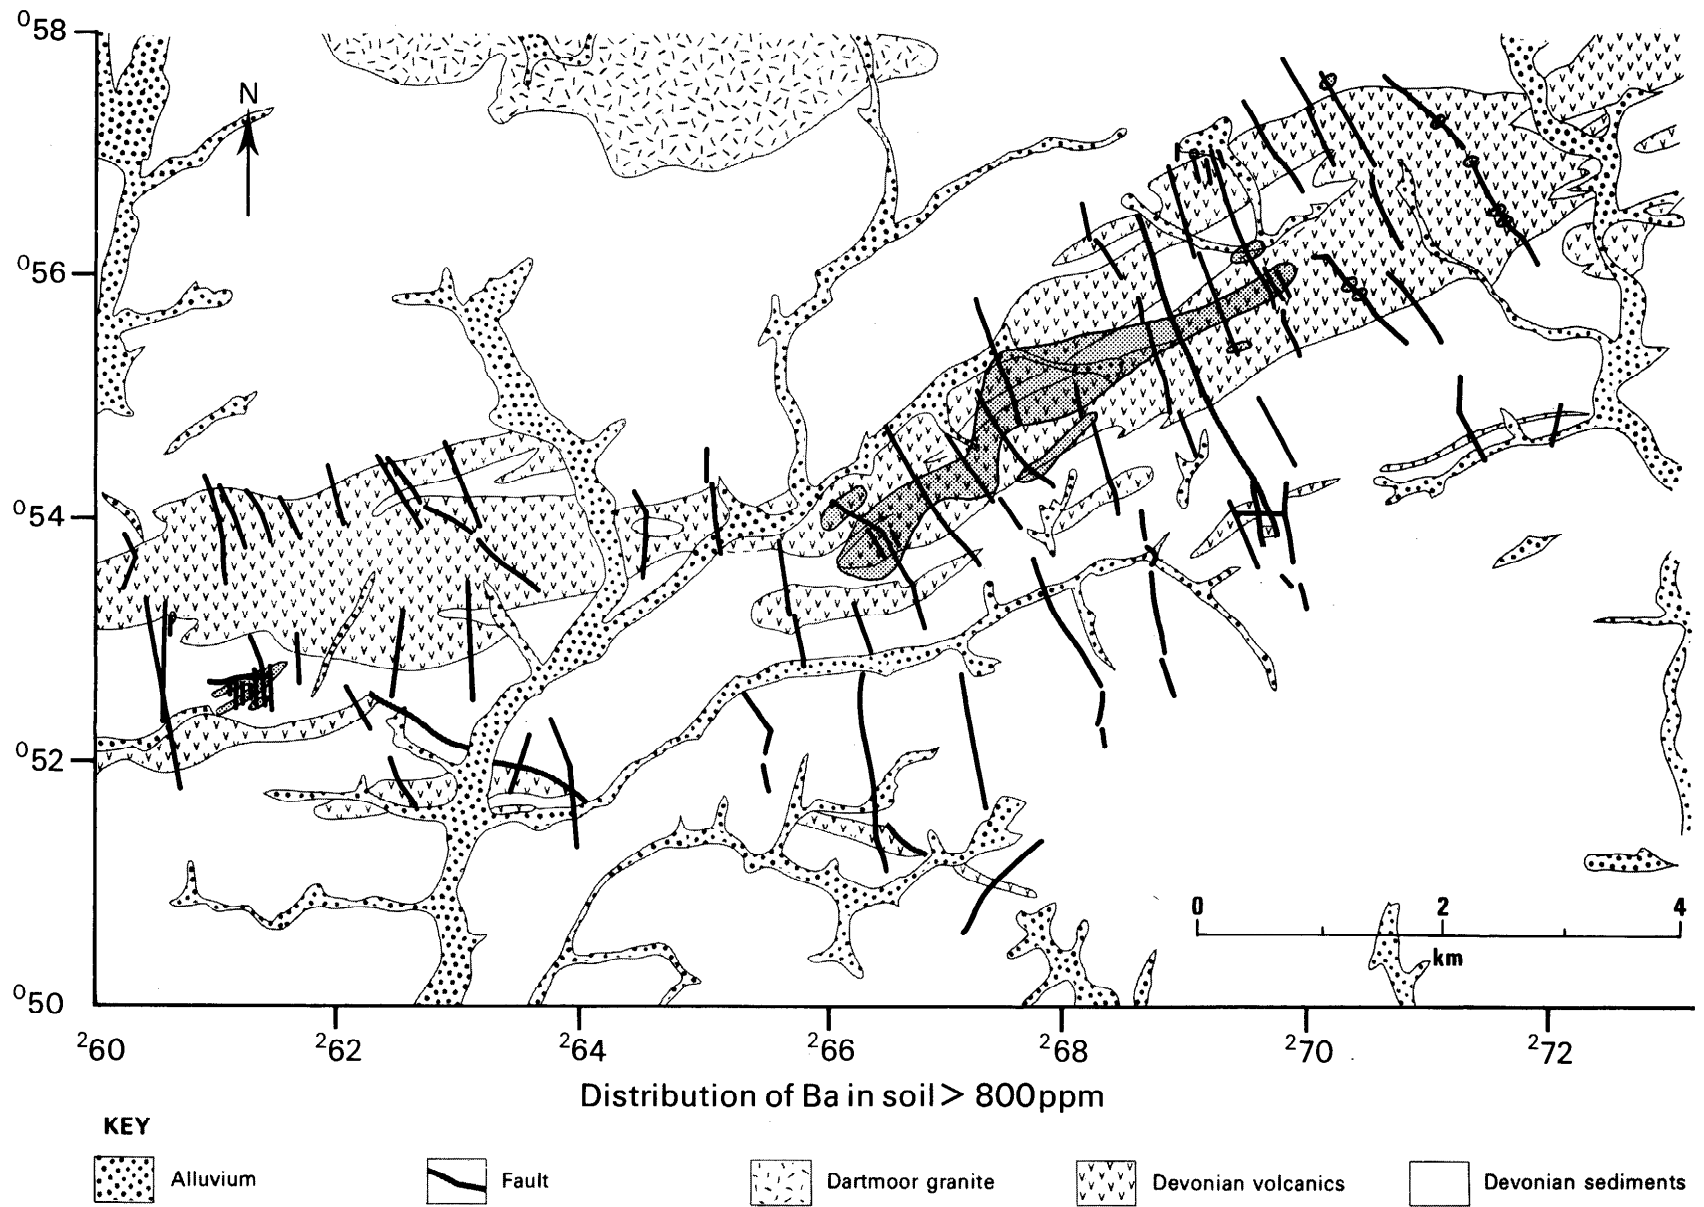 ⁰58
N
⁰56
⁰54
⁰52
0 2 4
km
⁰50
²60 ²62 ²64 ²66 ²68 ²70 ²72
Distribution of Ba in soil > 800ppm
KEY
Alluvium Fault Dartmoor granite Devonian volcanics Devonian sediments